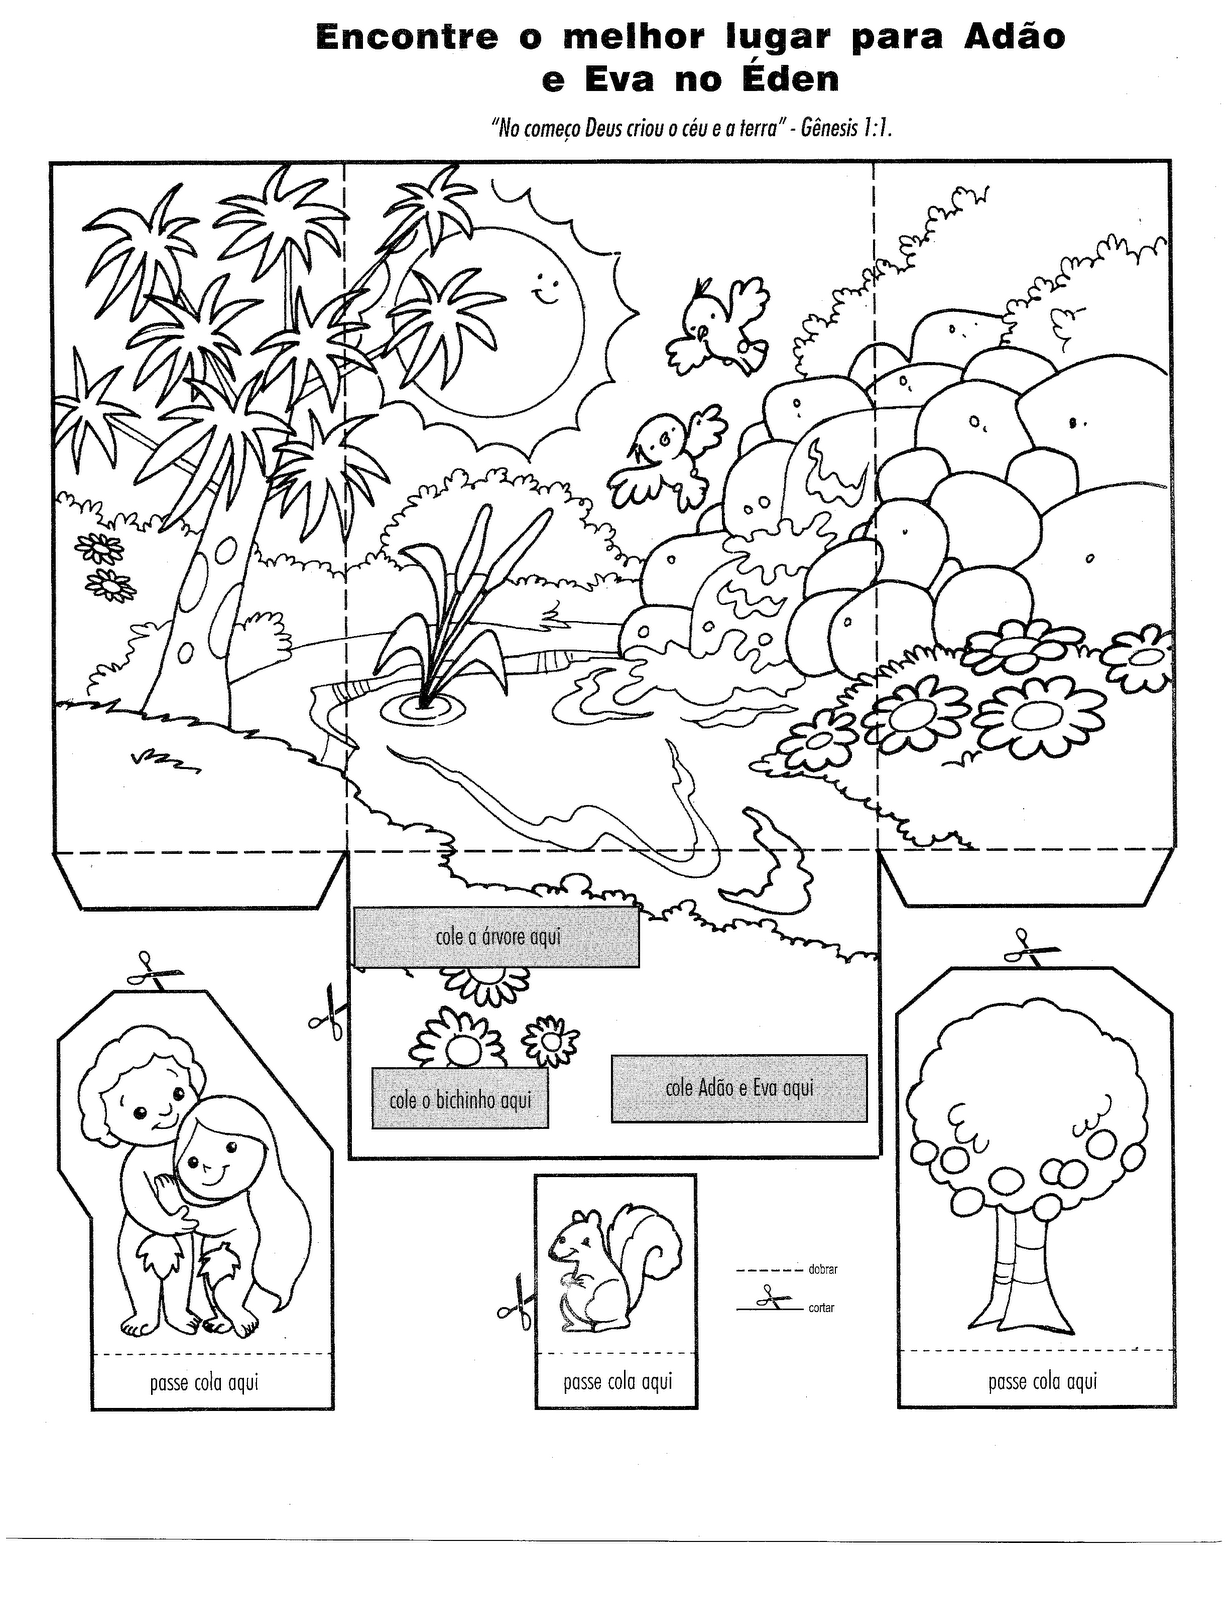 Encontre o melhor lugar para Adão
e Eva no Éden
“No começo Deus criou o céu e a terra” - Gênesis 1:1.
cole a árvore aqui
cole o bichinho aqui
cole Adão e Eva aqui
dobrar
cortar
passe cola aqui
passe cola aqui
passe cola aqui